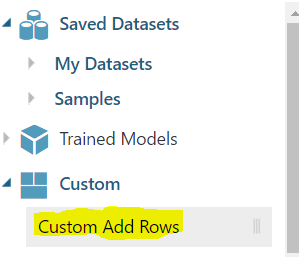 Saved Datasets
My Datasets
Samples
Trained Models
Custom
Custom Add Rows